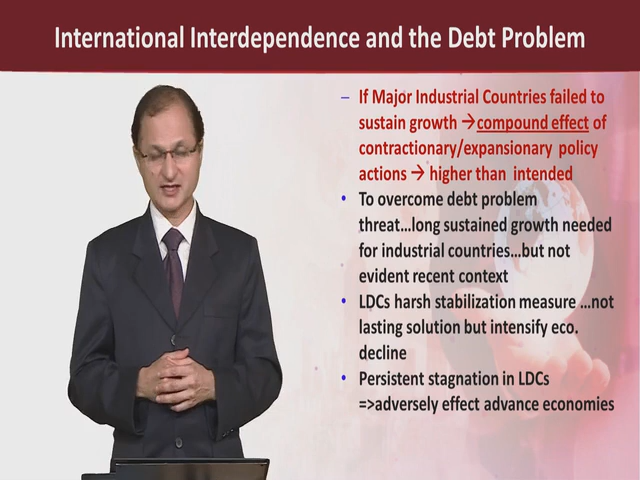 International Interdependence and the Debt Problem
– If Major Industrial Countries failed to
sustain growth →compound effect of
contractionary/expansionary policy
actions → higher than intended
• To overcome debt problem
threat…long sustained growth needed
for industrial countries…but not
evident recent context
• LDCs harsh stabilization measure …not
lasting solution but intensify eco.
decline
• Persistent stagnation in LDCs
=>adversely effect advance economies